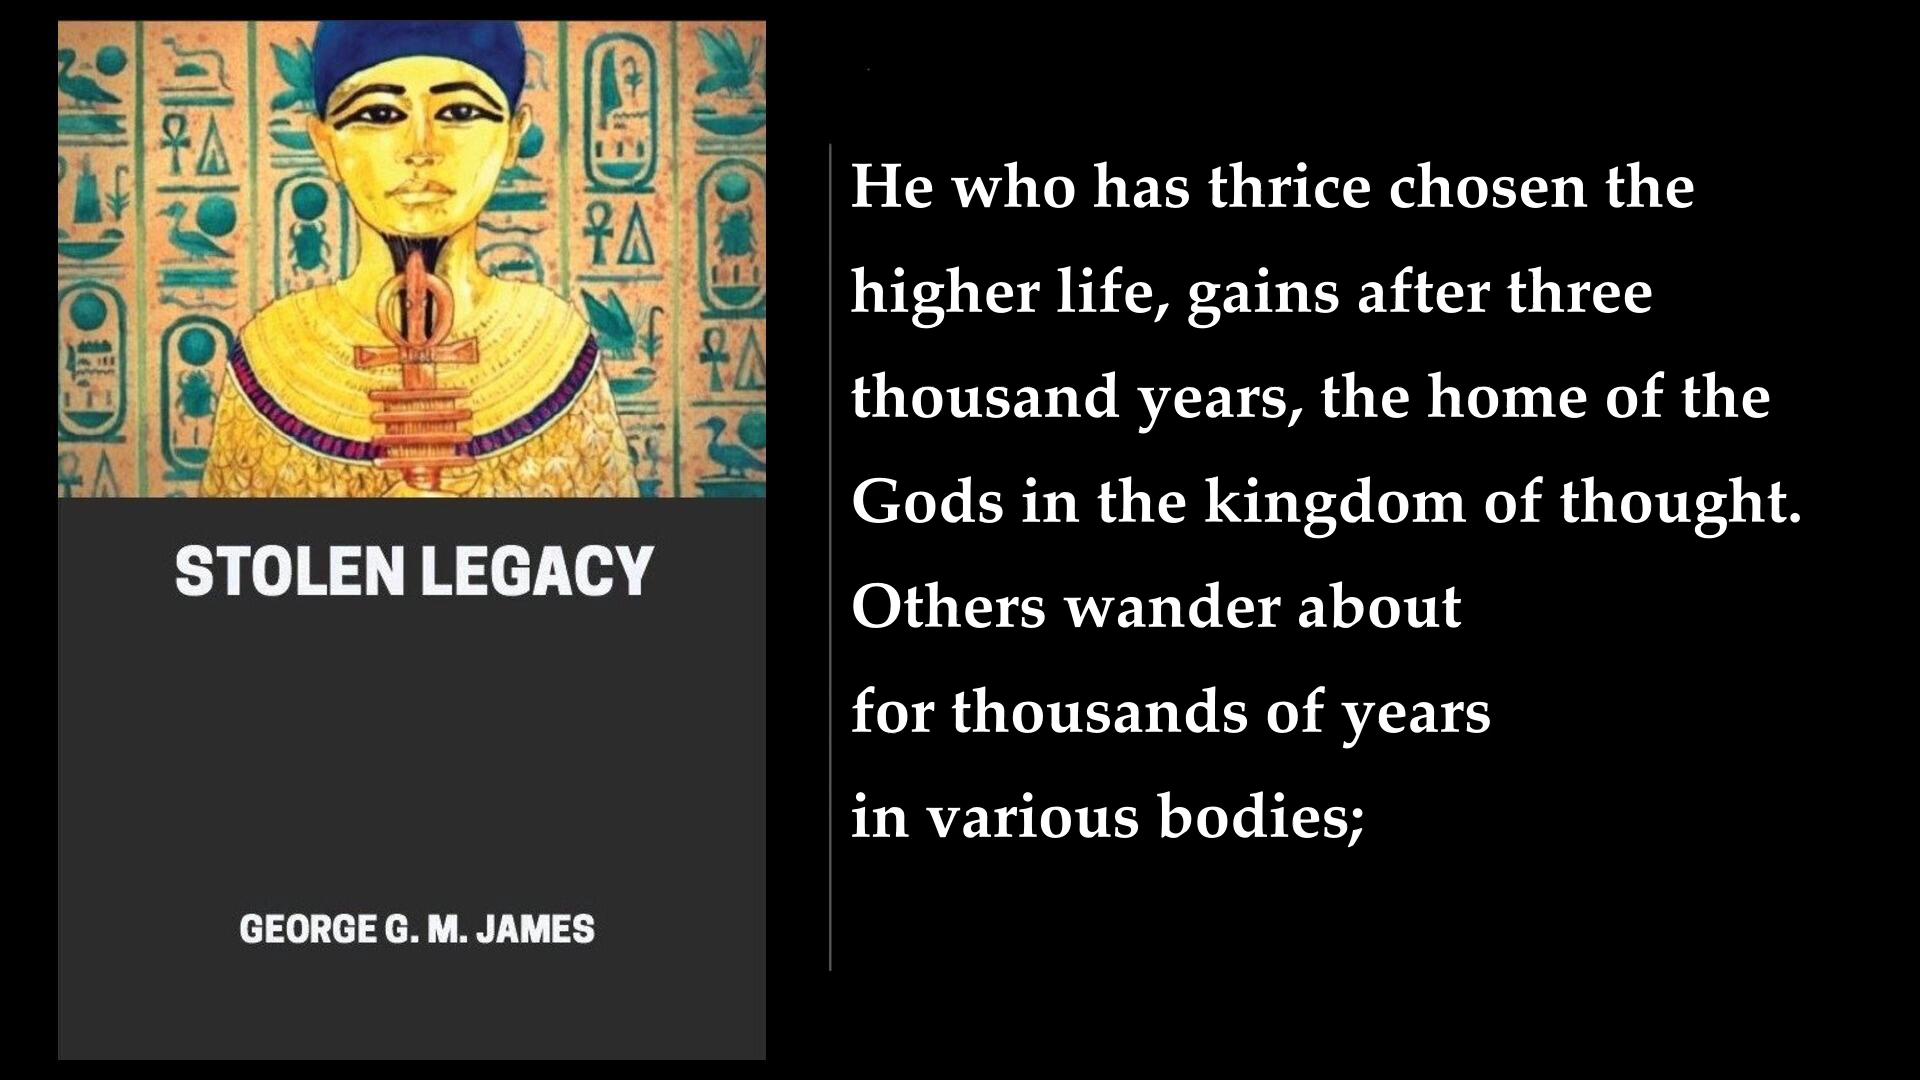 STOLEN LEGACY
GEORGE G. M. JAMES
He who has thrice chosen the
higher life, gains after three
thousand years, the home of the
Gods in the kingdom of thought.
Others wander about
for thousands of years
in various bodies;